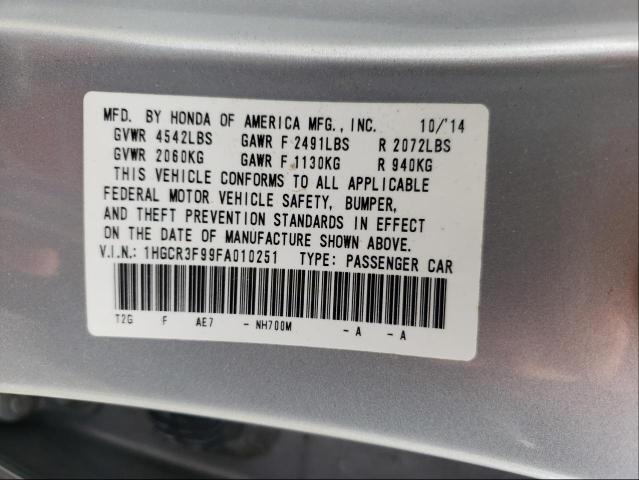 MFD. BY HONDA OF AMERICA MFG., INC. 10/'14
GVWR 4542LBS GAWR F 2491LBS R 2072LBS
GVWR 2060KG GAWR F 1130KG R 940KG
THIS VEHICLE CONFORMS TO ALL APPLICABLE
FEDERAL MOTOR VEHICLE SAFETY, BUMPER,
AND THEFT PREVENTION STANDARDS IN EFFECT
ON THE DATE OF MANUFACTURE SHOWN ABOVE.
V.I.N.: 1HGCR3F99FA010251 TYPE: PASSENGER CAR
T2G F AE7 - NH700M - A - A